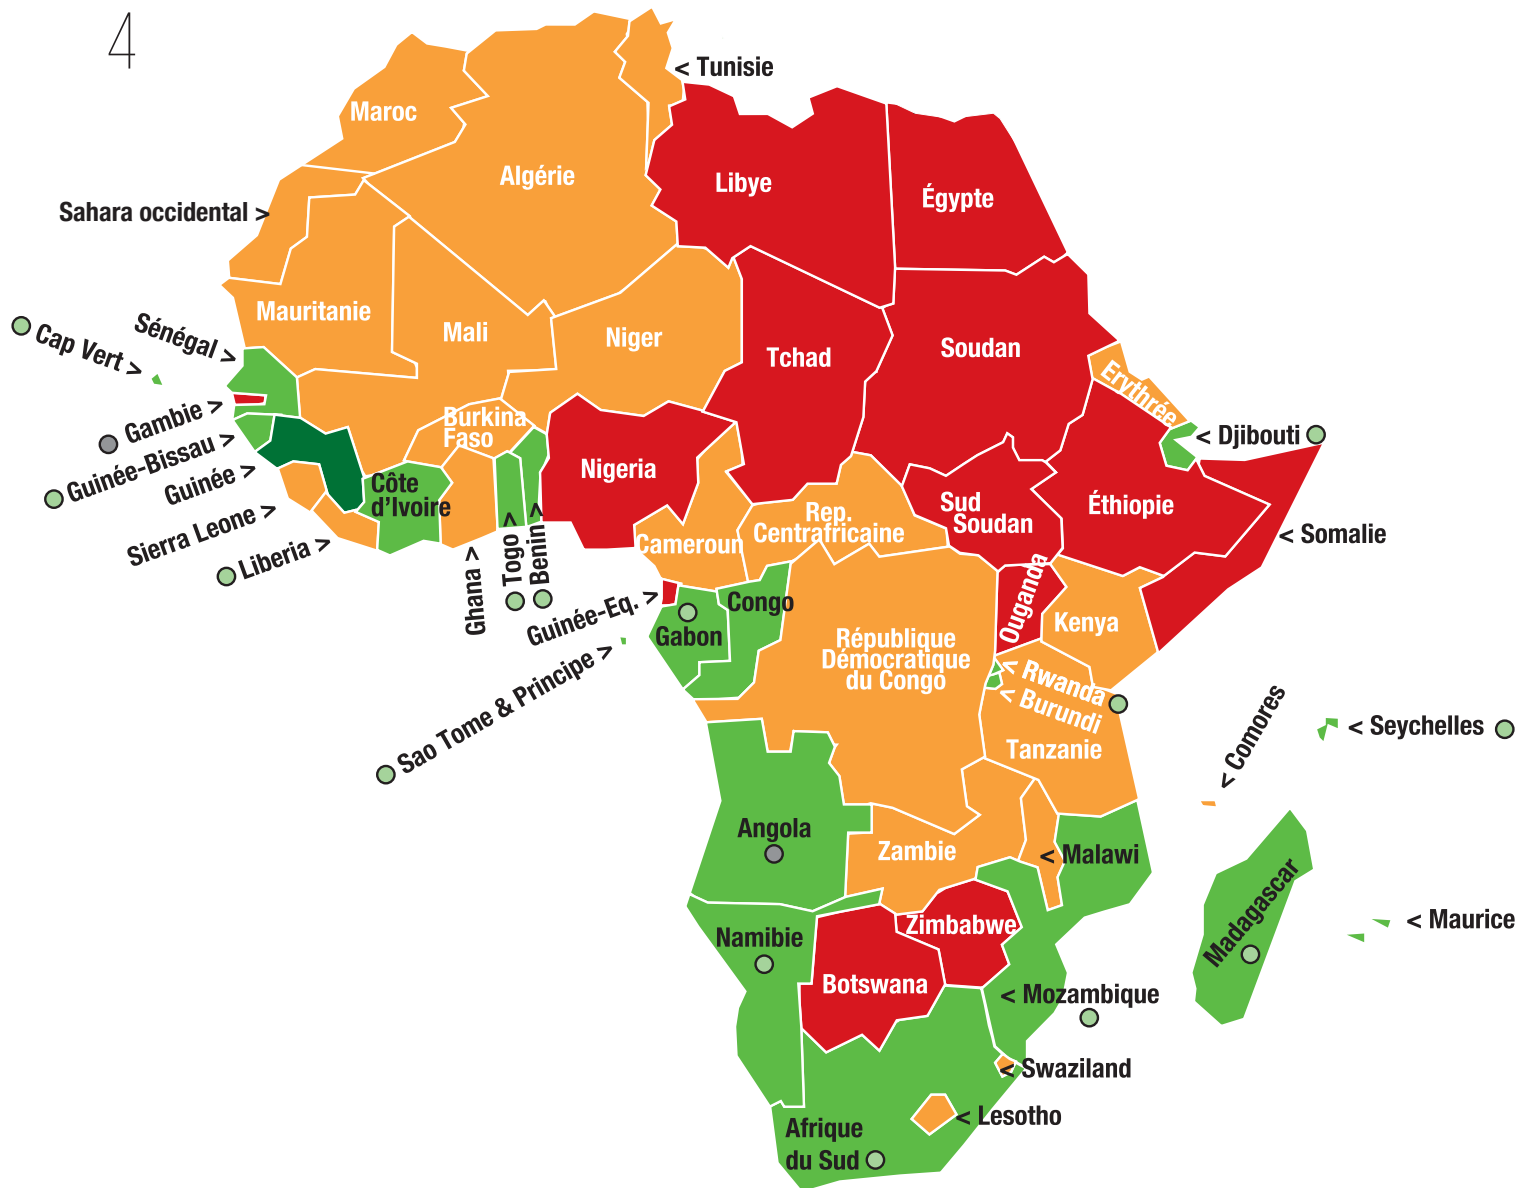 4
< Tunisie
Maroc
Algérie
Libye
Égypte
Sahara occidental >
Mauritanie
Mali
Niger
Tchad
Soudan
Sénégal >
Cap Vert >
Erythrée
Gambie >
Burkina
Faso
< Djibouti
Guinée-Bissau >
Guinée >
Côte
d'Ivoire
Nigeria
Éthiopie
Sud
Soudan
Rep.
Centrafricaine
Sierra Leone >
Liberia >
Ghana >
Togo >
Benin >
Cameroun
< Somalie
Guinée-Eq. >
Congo
Gabon
Ouganda
Kenya
République
Démocratique
du Congo
Sao Tome & Principe >
< Rwanda
< Burundi
Tanzanie
< Comores
< Seychelles
Angola
Zambie
< Malawi
Madagascar
< Maurice
Namibie
Zimbabwe
Botswana
< Mozambique
< Swaziland
< Lesotho
Afrique
du Sud